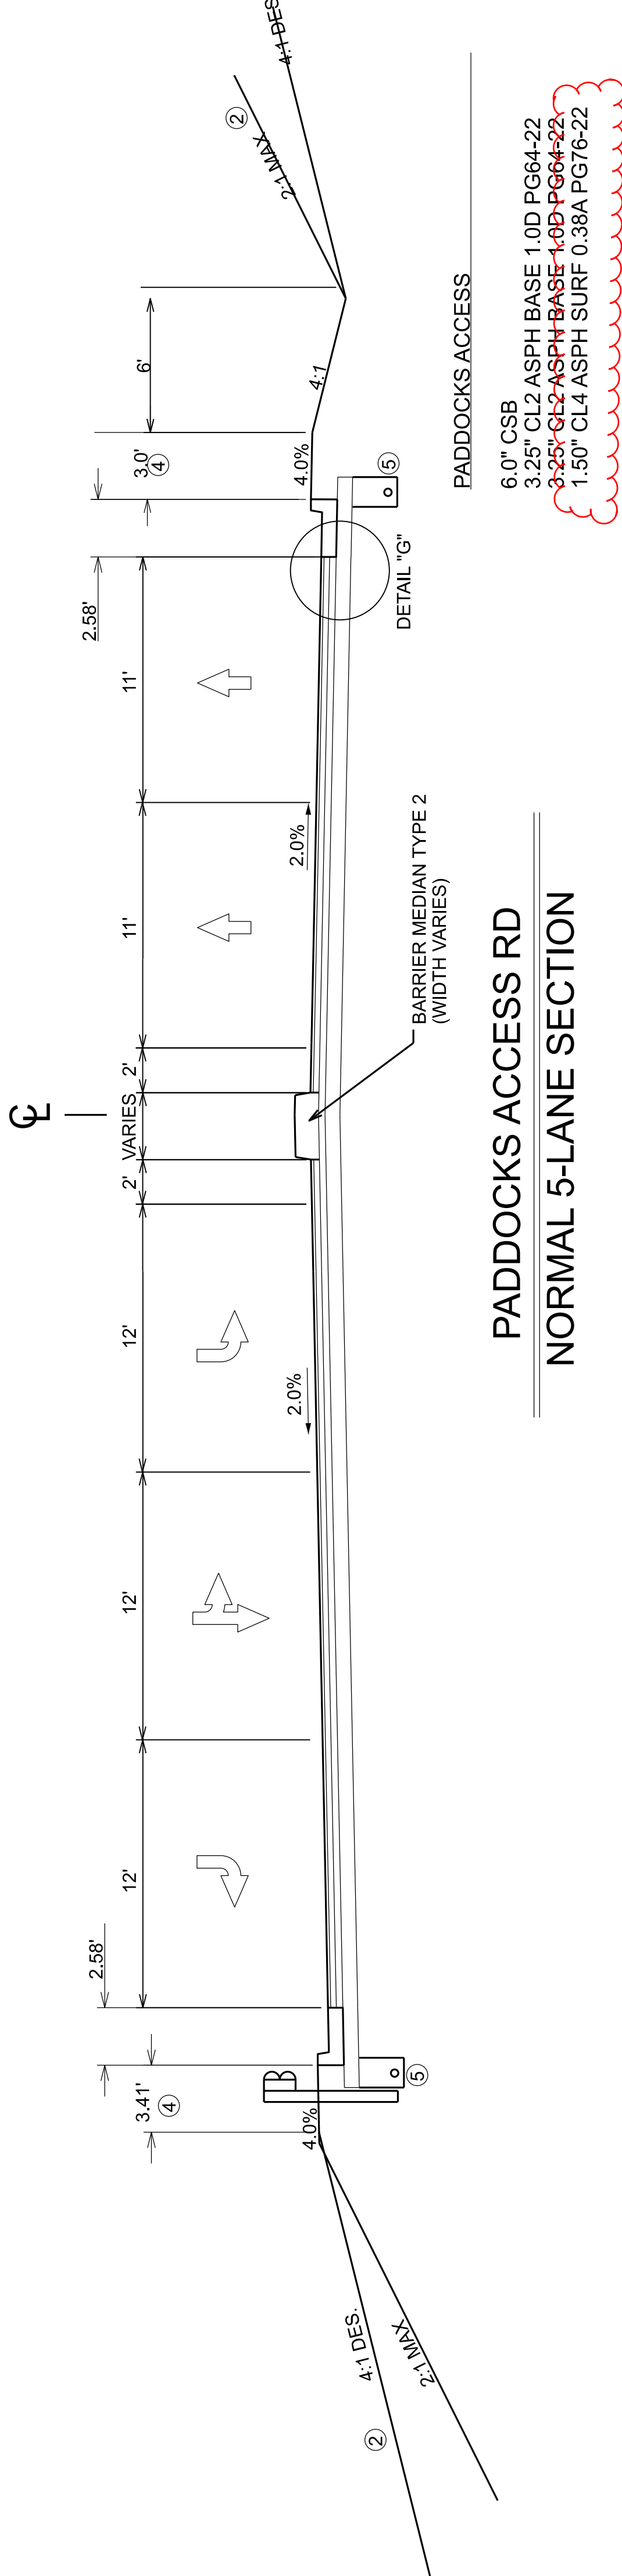 CL
2.58'
12'
12'
12'
2'
VARIES
2'
11'
11'
2.58'
3.41'
4
3.0'
4
6'
4.0%
2.0%
2.0%
4.0%
4:1
4:1 DES.
2:1 MAX.
2
2:1 MAX.
4:1 DES.
2
5
5
DETAIL "G"
BARRIER MEDIAN TYPE 2
(WIDTH VARIES)
PADDOCKS ACCESS RD
NORMAL 5-LANE SECTION
PADDOCKS ACCESS
6.0" CSB
3.25" CL2 ASPH BASE 1.0D PG64-22
3.25" CL2 ASPH BASE 1.0D PG64-22
1.50" CL4 ASPH SURF 0.38A PG76-22